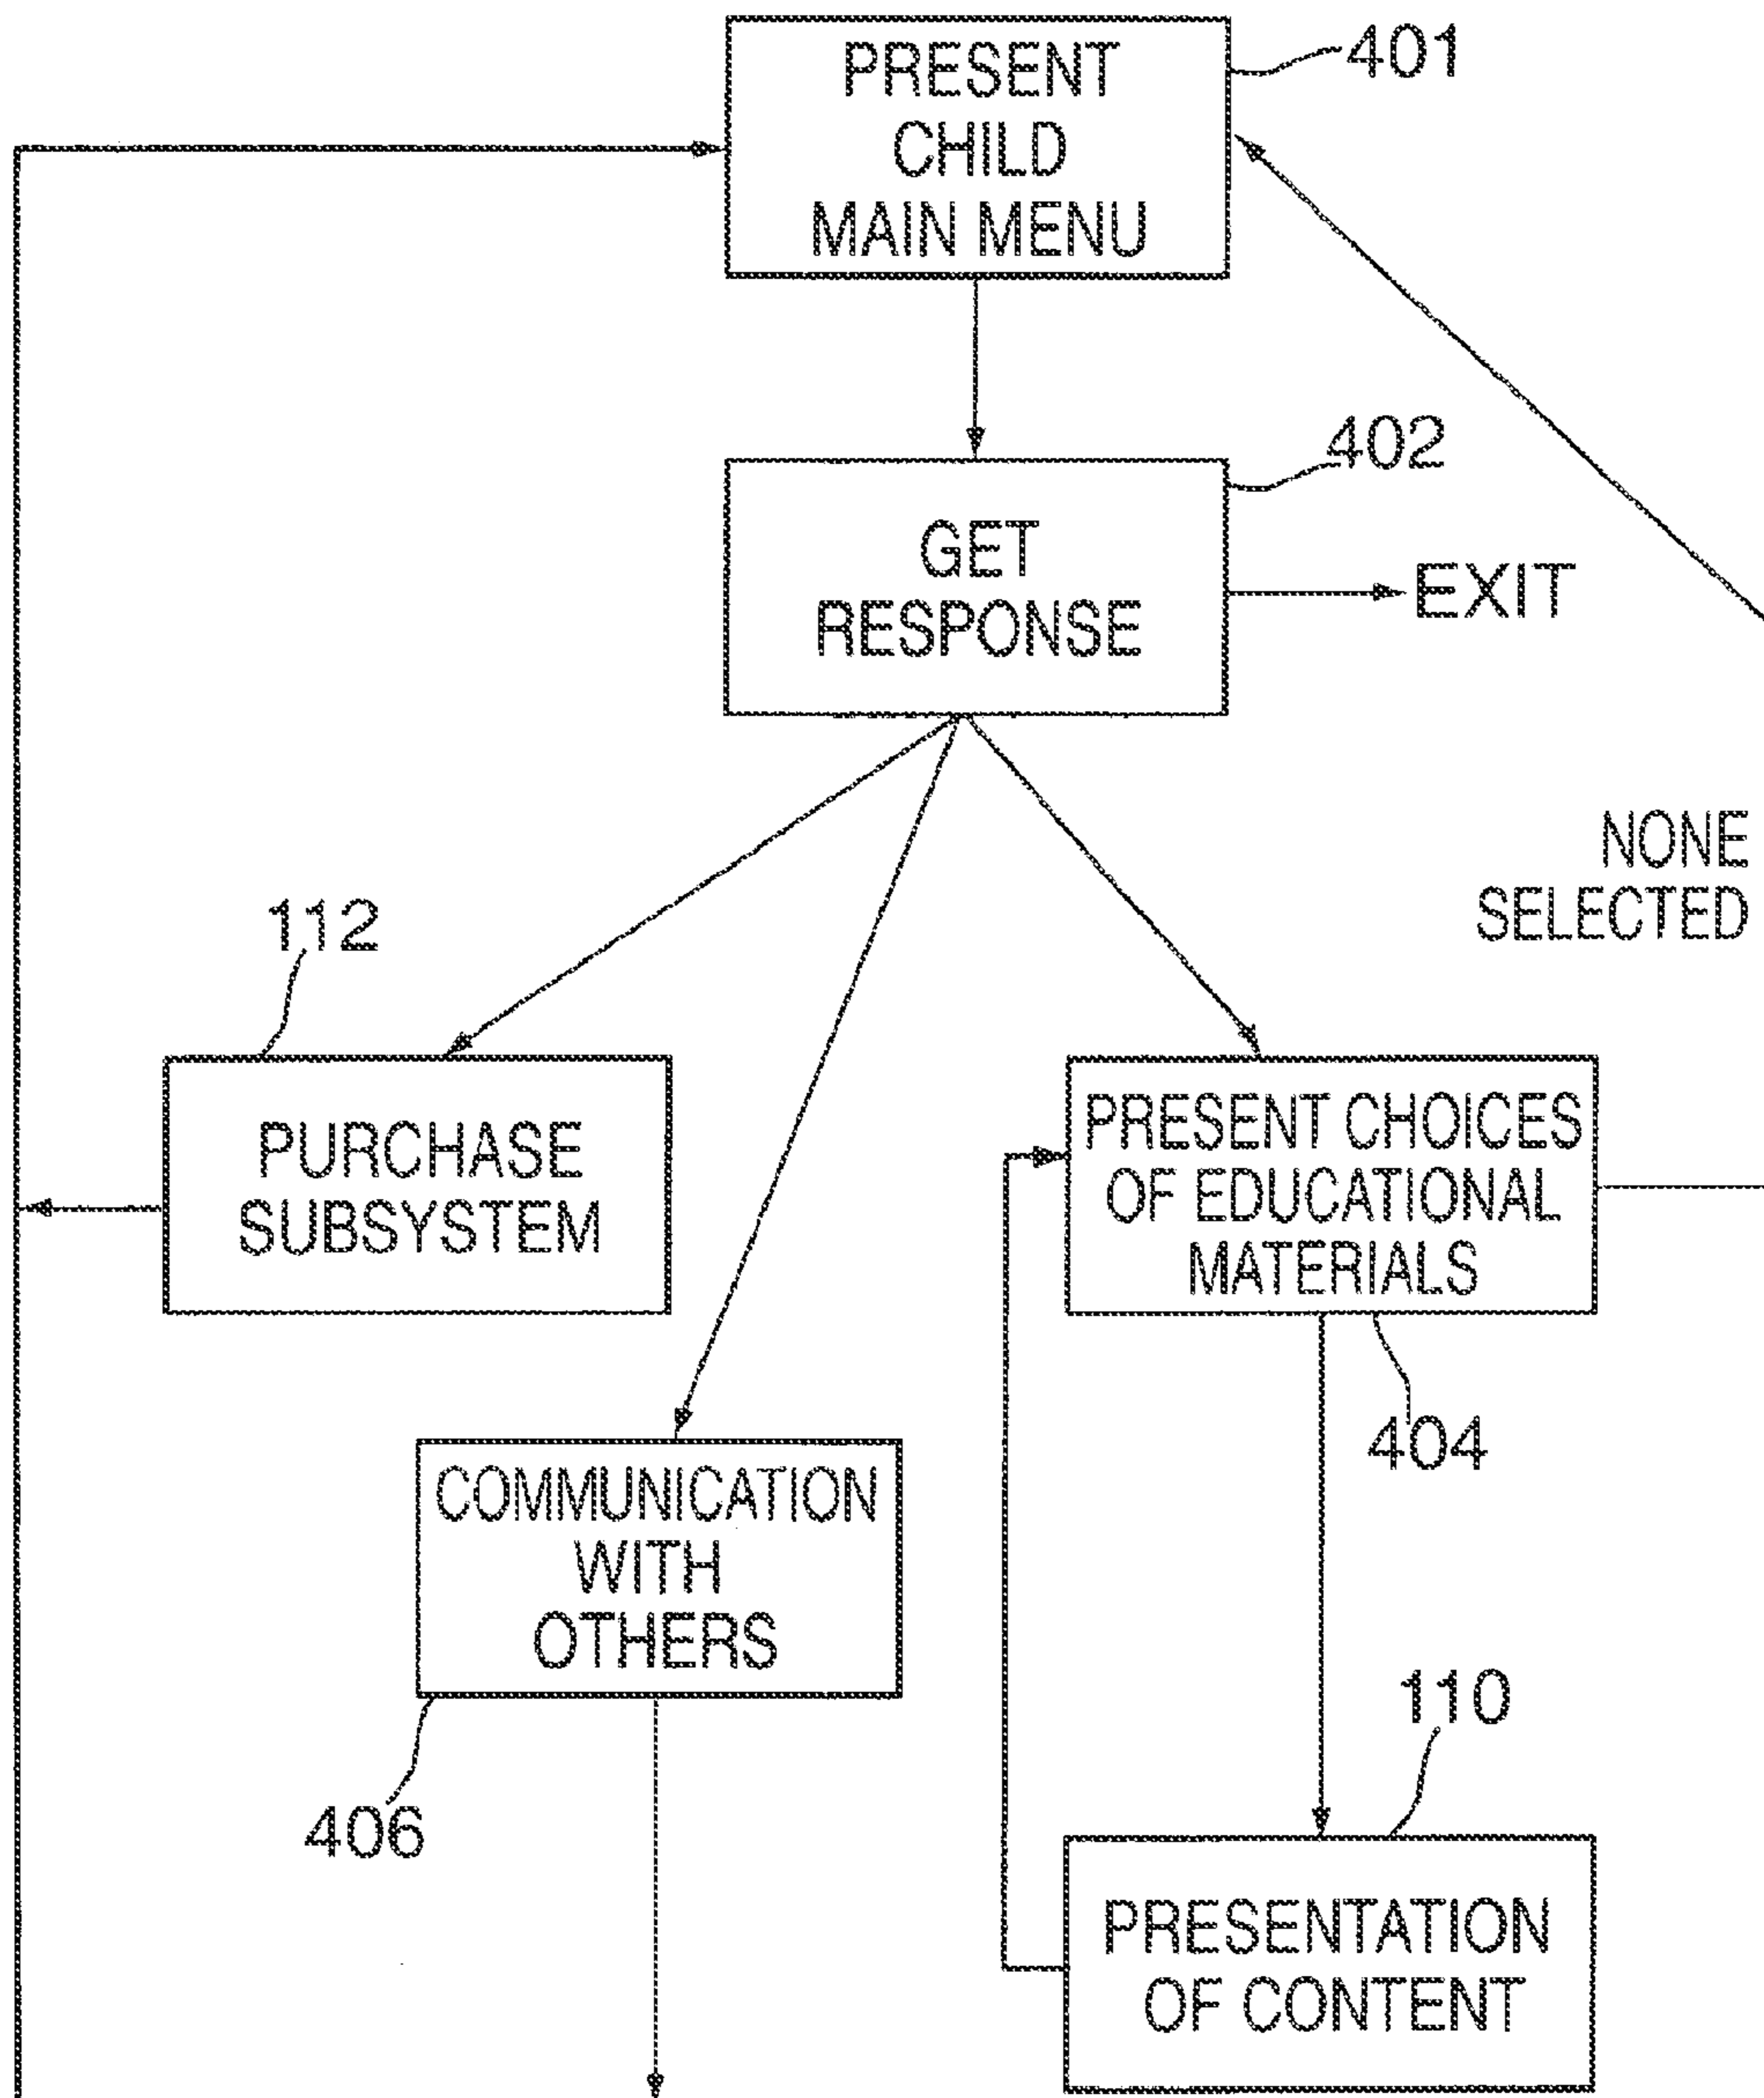 PRESENT
CHILD
MAIN MENU
401
GET
RESPONSE
402
EXIT
NONE
SELECTED
112
PURCHASE
SUBSYSTEM
PRESENT CHOICES
OF EDUCATIONAL
MATERIALS
404
COMMUNICATION
WITH
OTHERS
406
110
PRESENTATION
OF CONTENT